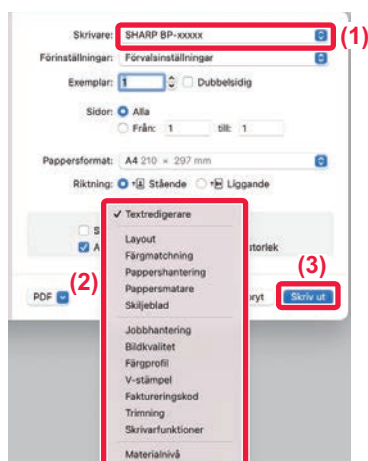 Skrivare: SHARP BP-xxxxx (1)
Förinställningar: Förvalsinställningar
Exemplar: 1 Dubbelsidig
Sidor: Alla
Från: 1 till: 1
Pappersformat: A4 210 × 297 mm
Riktning: Stående Liggande
✓ Textredigerare
S
A utorlek
Layout
Färgmatchning
Pappershantering
Pappersmatare
Skiljeblad
(2) (3)
PDF ryt Skriv ut
Jobbhantering
Bildkvalitet
Färgprofil
V-stämpel
Faktureringskod
Trimning
Skrivarfunktioner
Materialnivå